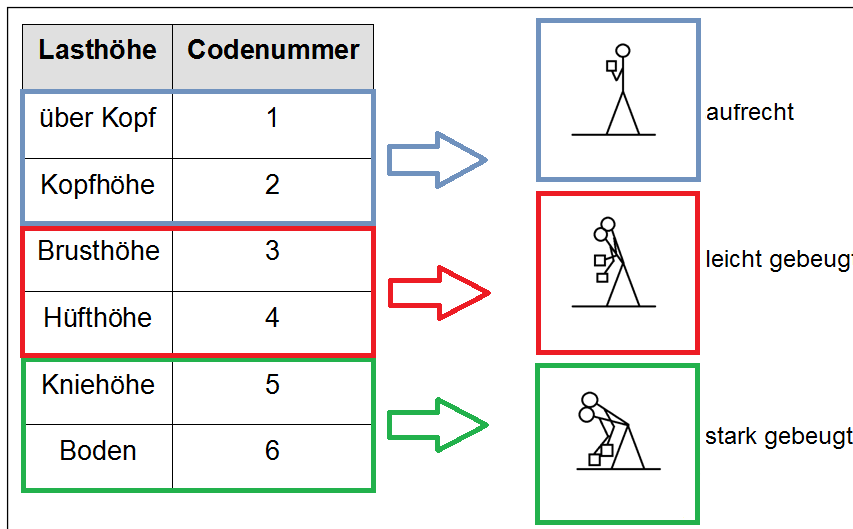 Lasthöhe Codenummer
über Kopf 1
Kopfhöhe 2
Brusthöhe 3
Hüfthöhe 4
Kniehöhe 5
Boden 6
aufrecht
leicht gebeugt
stark gebeugt